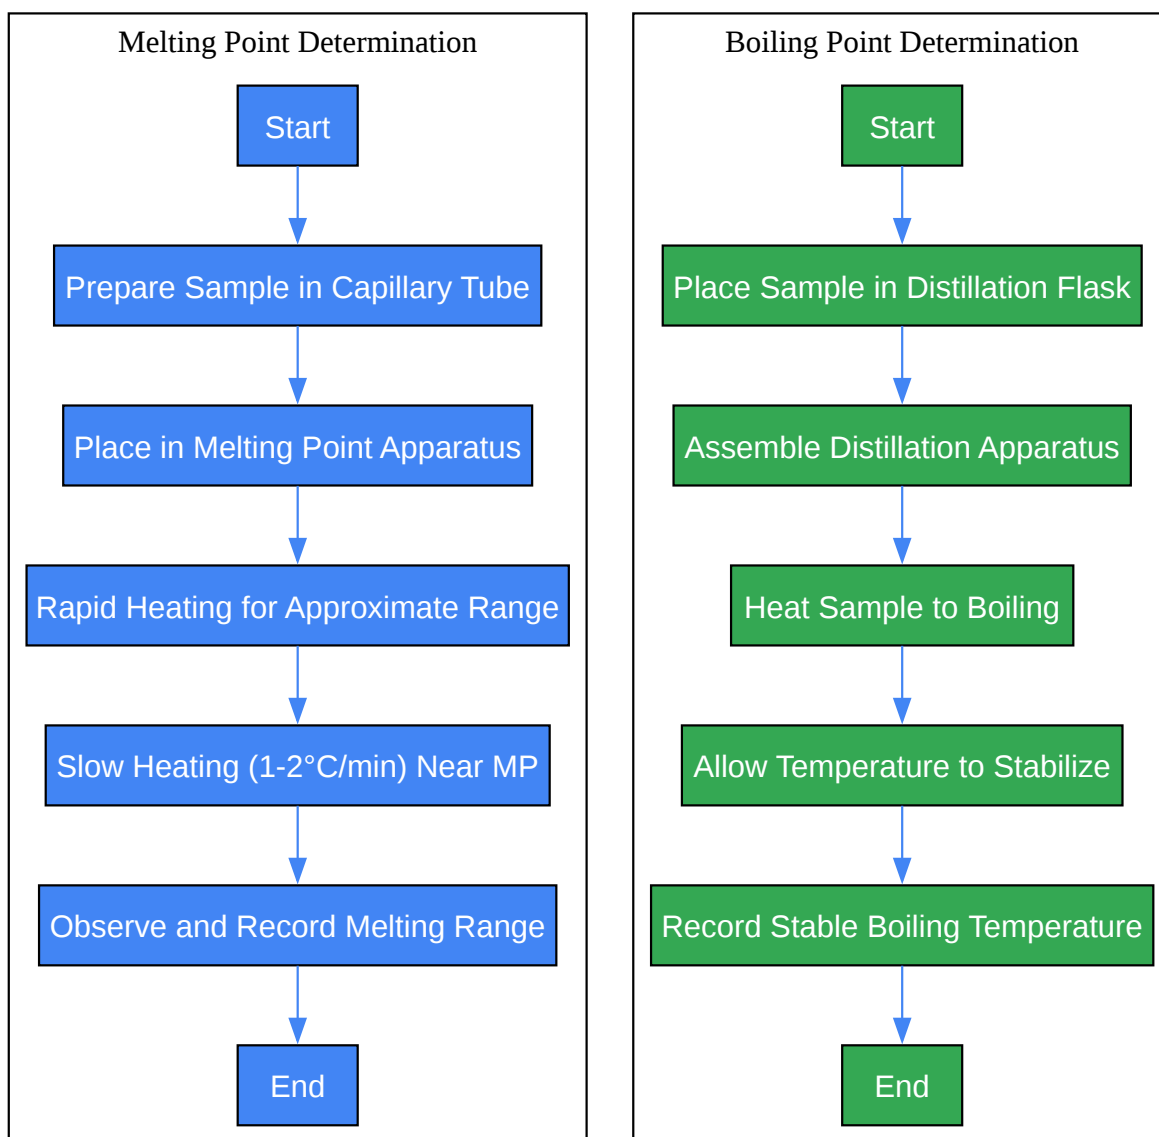 Melting Point Determination
Start
Prepare Sample in Capillary Tube
Place in Melting Point Apparatus
Rapid Heating for Approximate Range
Slow Heating (1-2°C/min) Near MP
Observe and Record Melting Range
End
Boiling Point Determination
Start
Place Sample in Distillation Flask
Assemble Distillation Apparatus
Heat Sample to Boiling
Allow Temperature to Stabilize
Record Stable Boiling Temperature
End